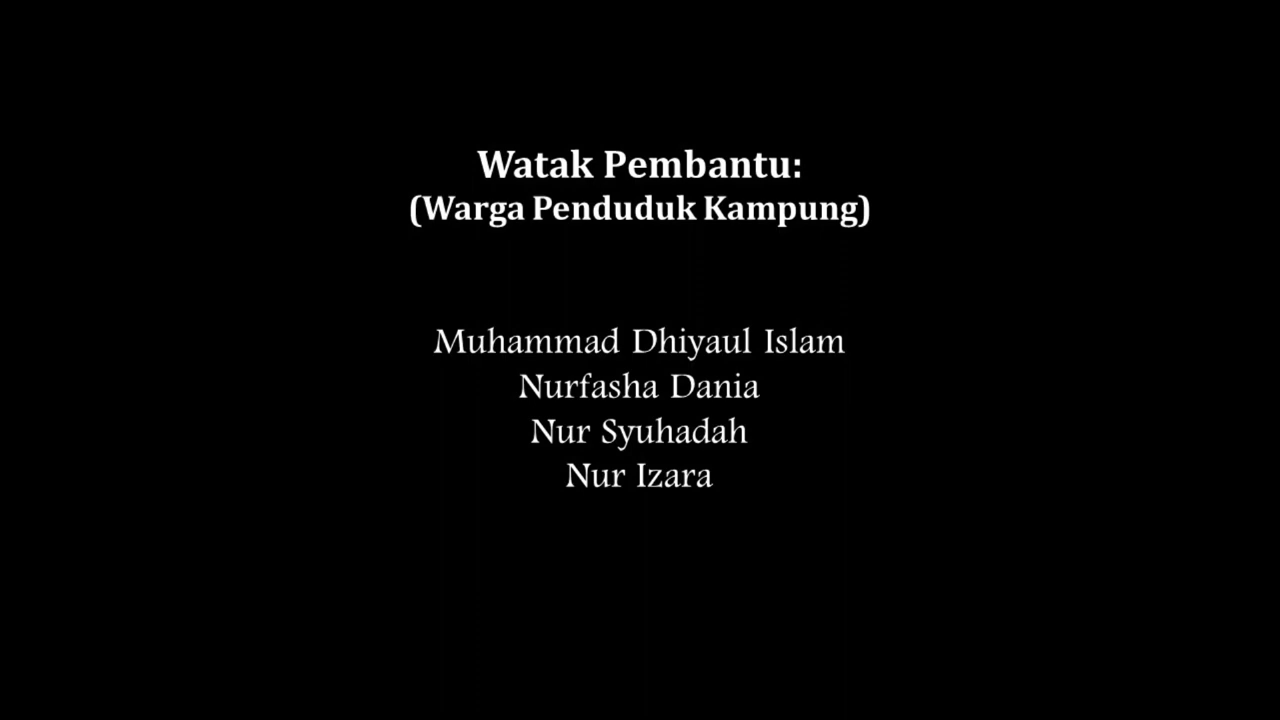 Watak Pembantu:
(Warga Penduduk Kampung)
Muhammad Dhiyaul Islam
Nurfasha Dania
Nur Syuhadah
Nur Izara